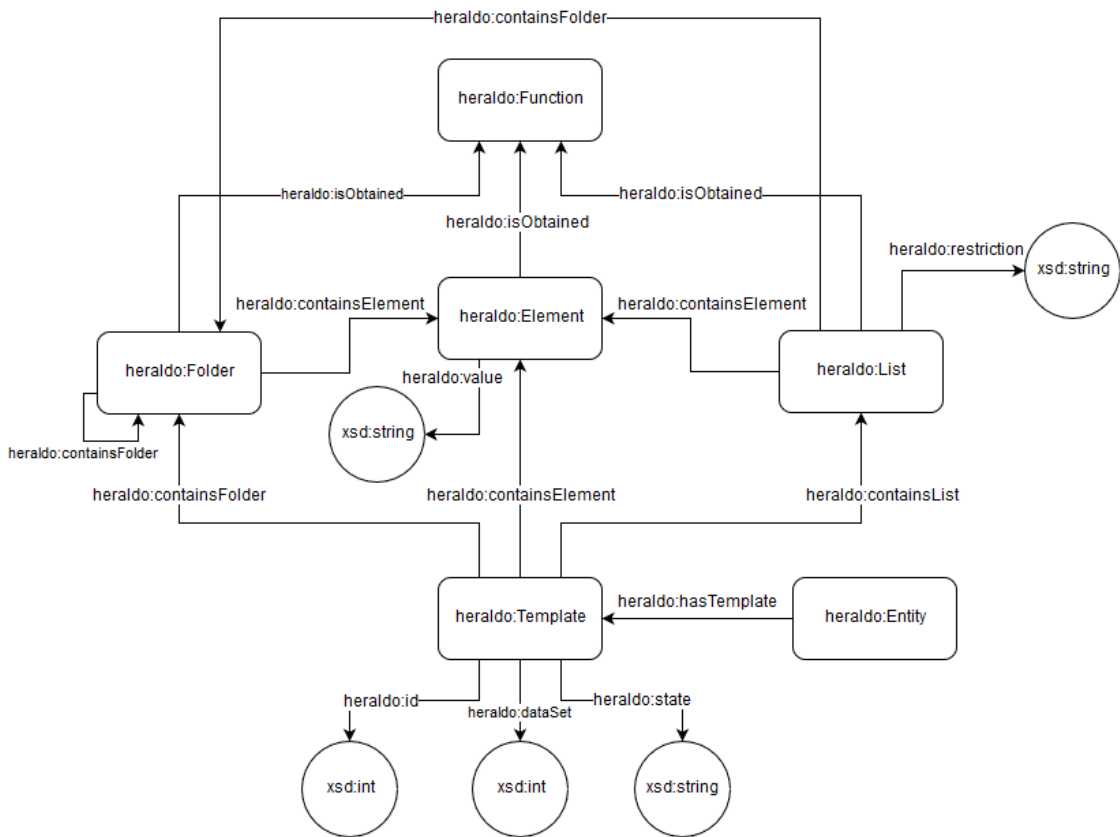 heraldo:containsFolder
heraldo:Function
heraldo:isObtained
heraldo:isObtained
heraldo:isObtained
heraldo:restriction
xsd:string
heraldo:containsElement
heraldo:containsElement
heraldo:Element
heraldo:Folder
heraldo:List
heraldo:value
xsd:string
heraldo:containsFolder
heraldo:containsFolder
heraldo:containsElement
heraldo:containsList
heraldo:hasTemplate
heraldo:Template
heraldo:Entity
heraldo:id
heraldo:dataSet
heraldo:state
xsd:int
xsd:int
xsd:string